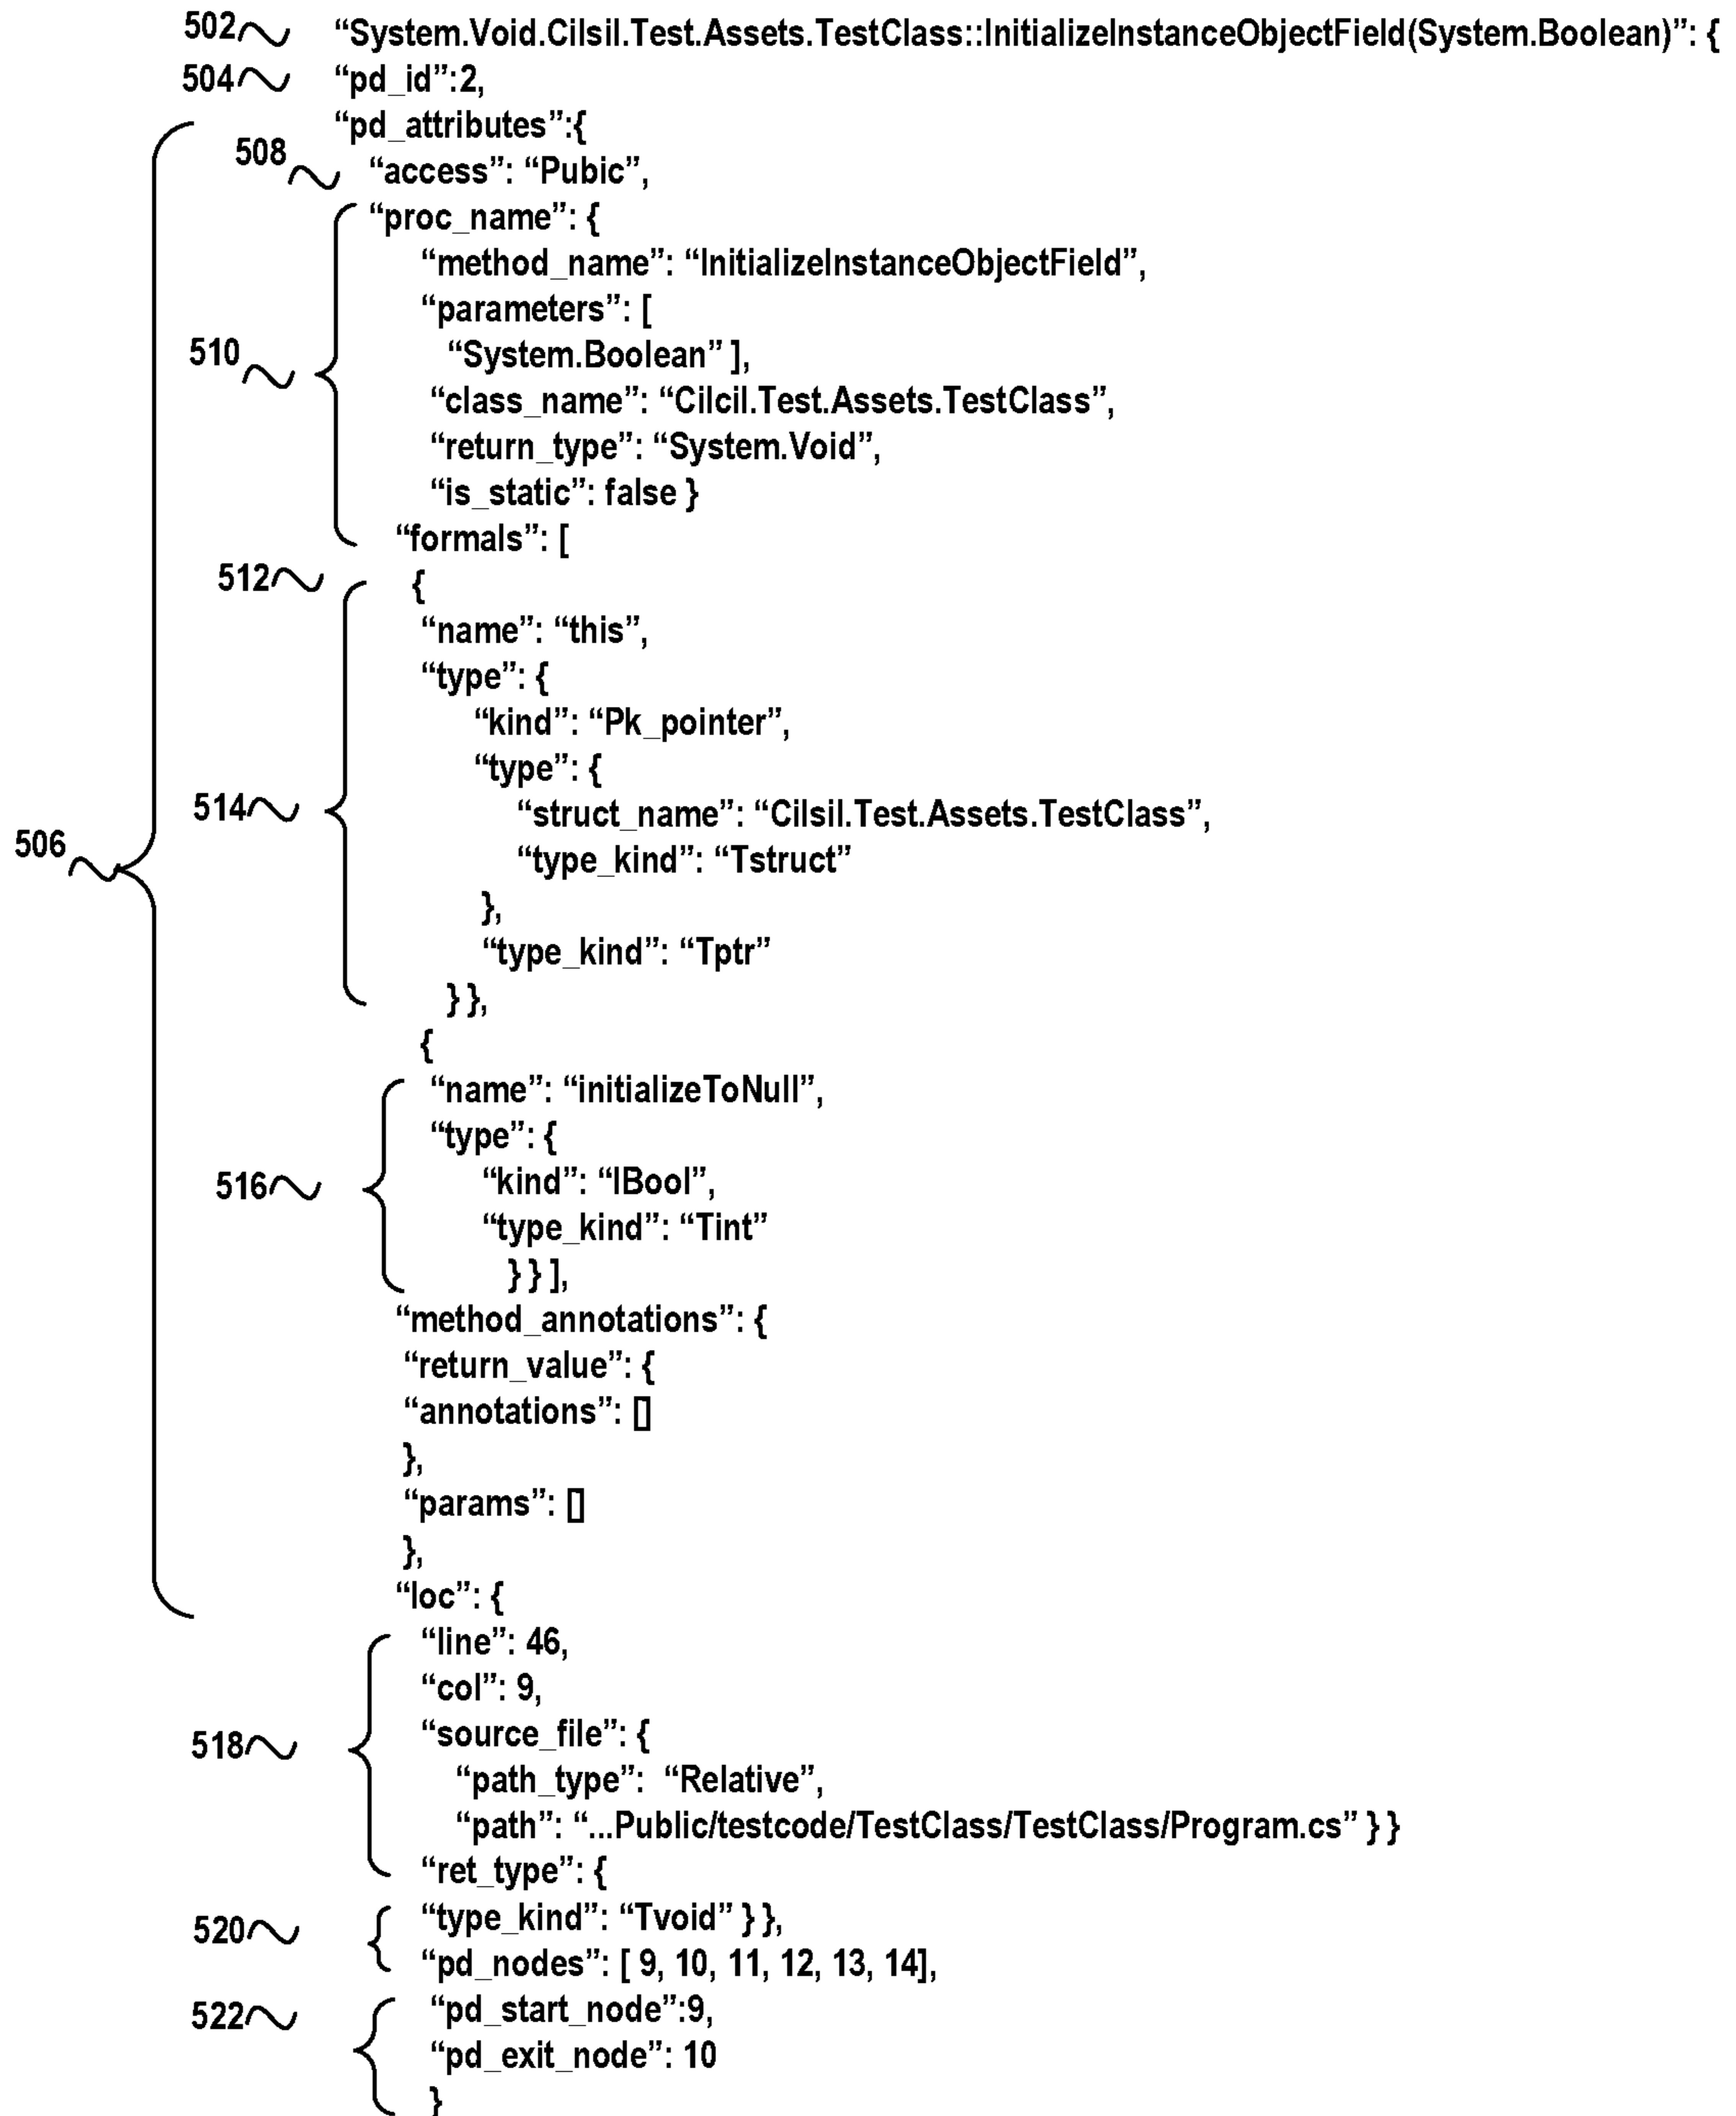 502 “System.Void.Cilsil.Test.Assets.TestClass::InitializeInstanceObjectField(System.Boolean)”: {
504 “pd_id”:2,
“pd_attributes”:{
508 “access”: “Pubic”,
“proc_name”: {
“method_name”: “InitializeInstanceObjectField”,
“parameters”: [
510 “System.Boolean” ],
“class_name”: “Cilcil.Test.Assets.TestClass”,
“return_type”: “System.Void”,
“is_static”: false }
“formals”: [
512 {
“name”: “this”,
“type”: {
“kind”: “Pk_pointer”,
“type”: {
514 “struct_name”: “Cilsil.Test.Assets.TestClass”,
506 “type_kind”: “Tstruct”
},
“type_kind”: “Tptr”
} },
{
“name”: “initializeToNull”,
“type”: {
516 “kind”: “IBool”,
“type_kind”: “Tint”
} } ],
“method_annotations”: {
“return_value”: {
“annotations”: []
},
“params”: []
},
“loc”: {
“line”: 46,
“col”: 9,
518 “source_file”: {
“path_type”: “Relative”,
“path”: “...Public/testcode/TestClass/TestClass/Program.cs” } }
“ret_type”: {
520 “type_kind”: “Tvoid” } },
“pd_nodes”: [ 9, 10, 11, 12, 13, 14],
522 “pd_start_node”:9,
“pd_exit_node”: 10
}